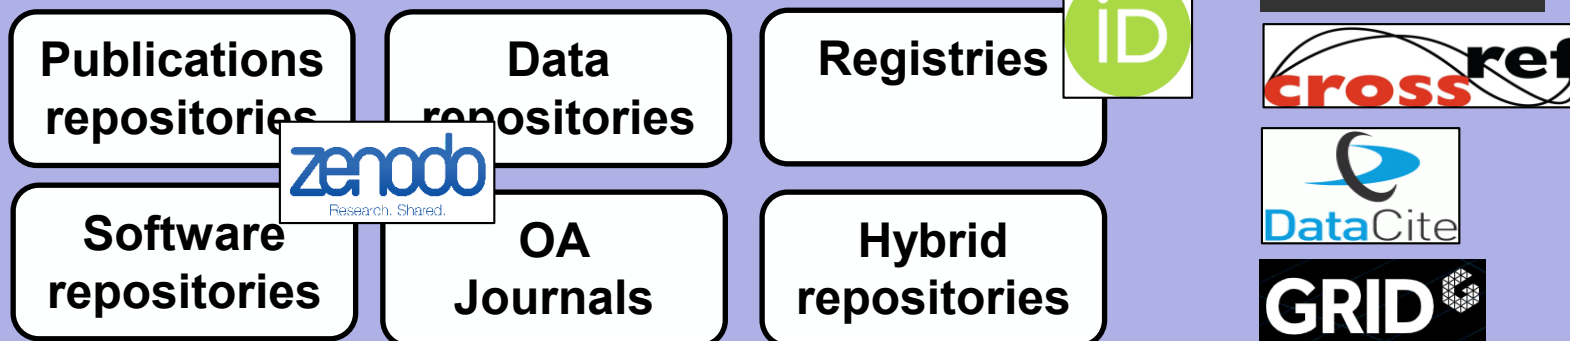 Publications
repositories
Data
repositories
Registries
iD
zenodo
Research. Shared.
Software
repositories
OA
Journals
Hybrid
repositories
crossref
DataCite
GRID